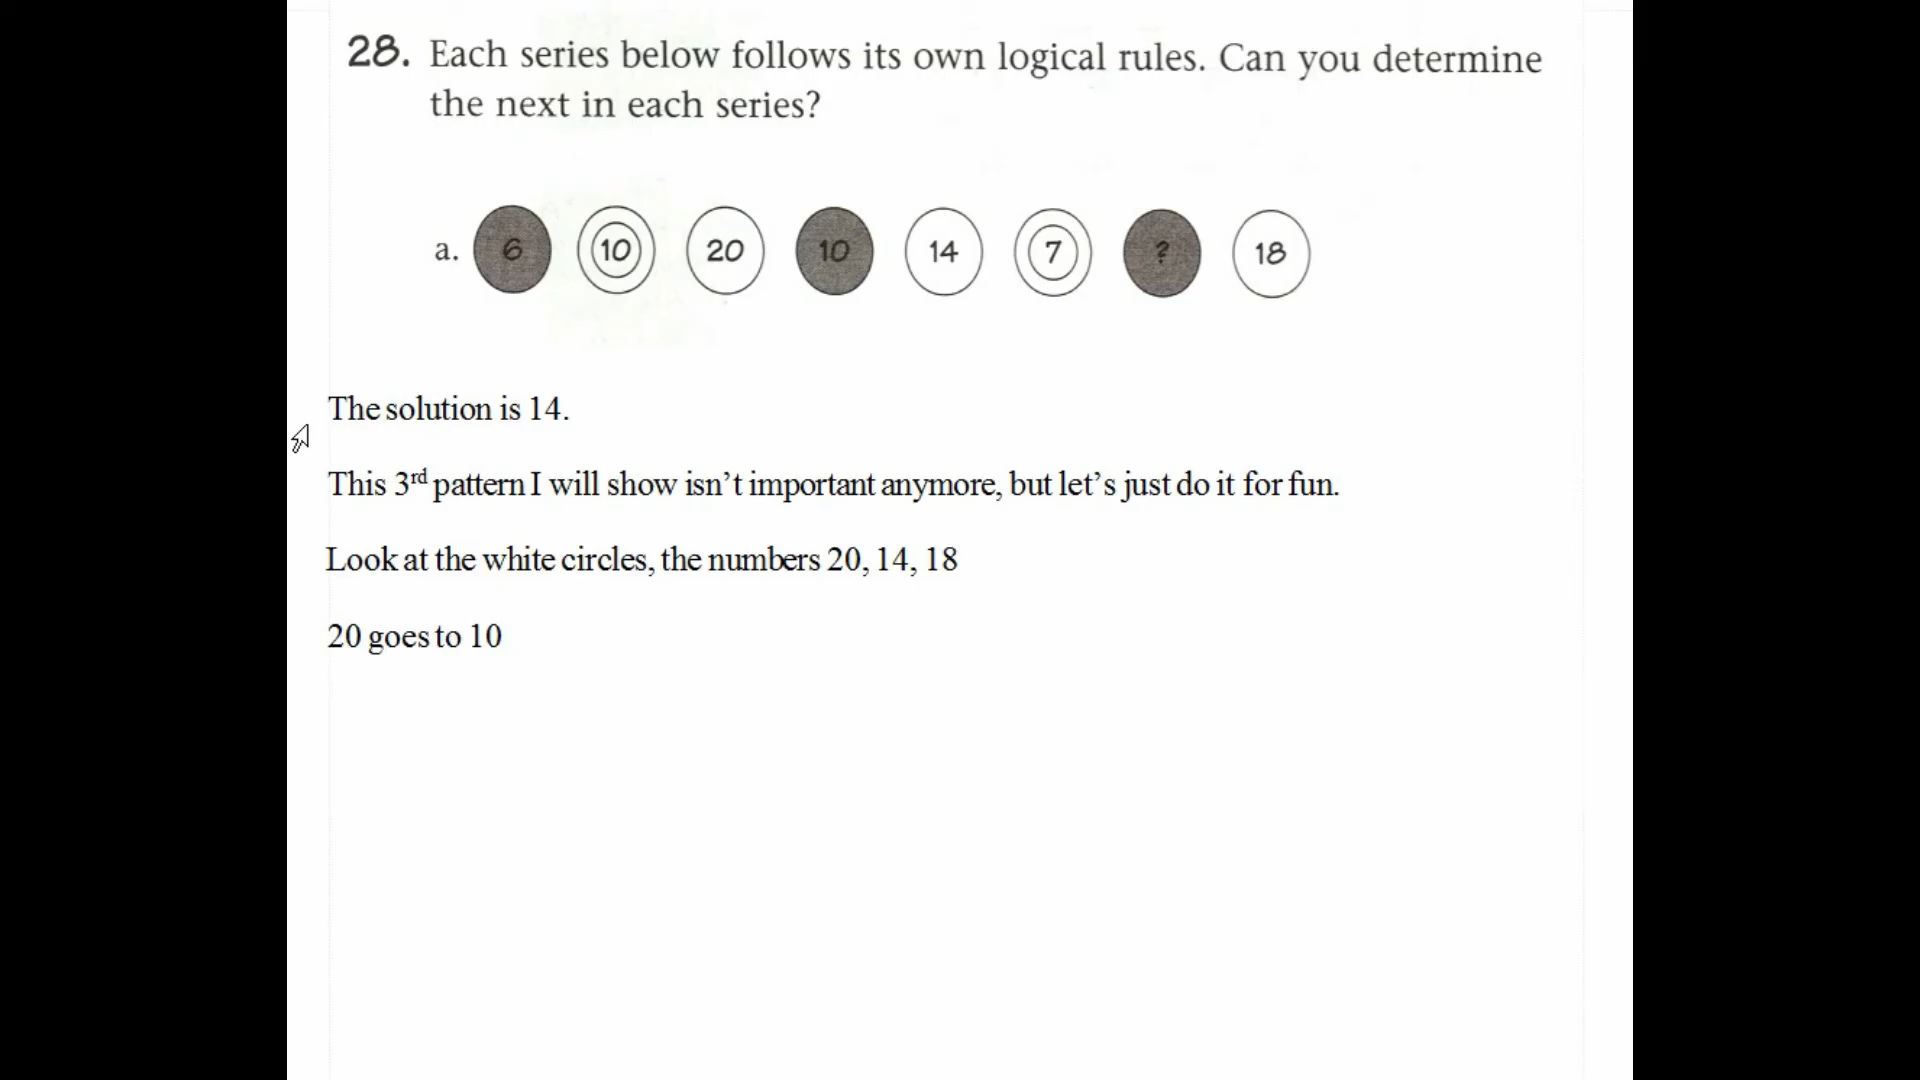 28. Each series below follows its own logical rules. Can you determine
the next in each series?
a. 6 10 20 10 14 7 ? 18
The solution is 14.
This 3rd pattern I will show isn’t important anymore, but let’s just do it for fun.
Look at the white circles, the numbers 20, 14, 18
20 goes to 10